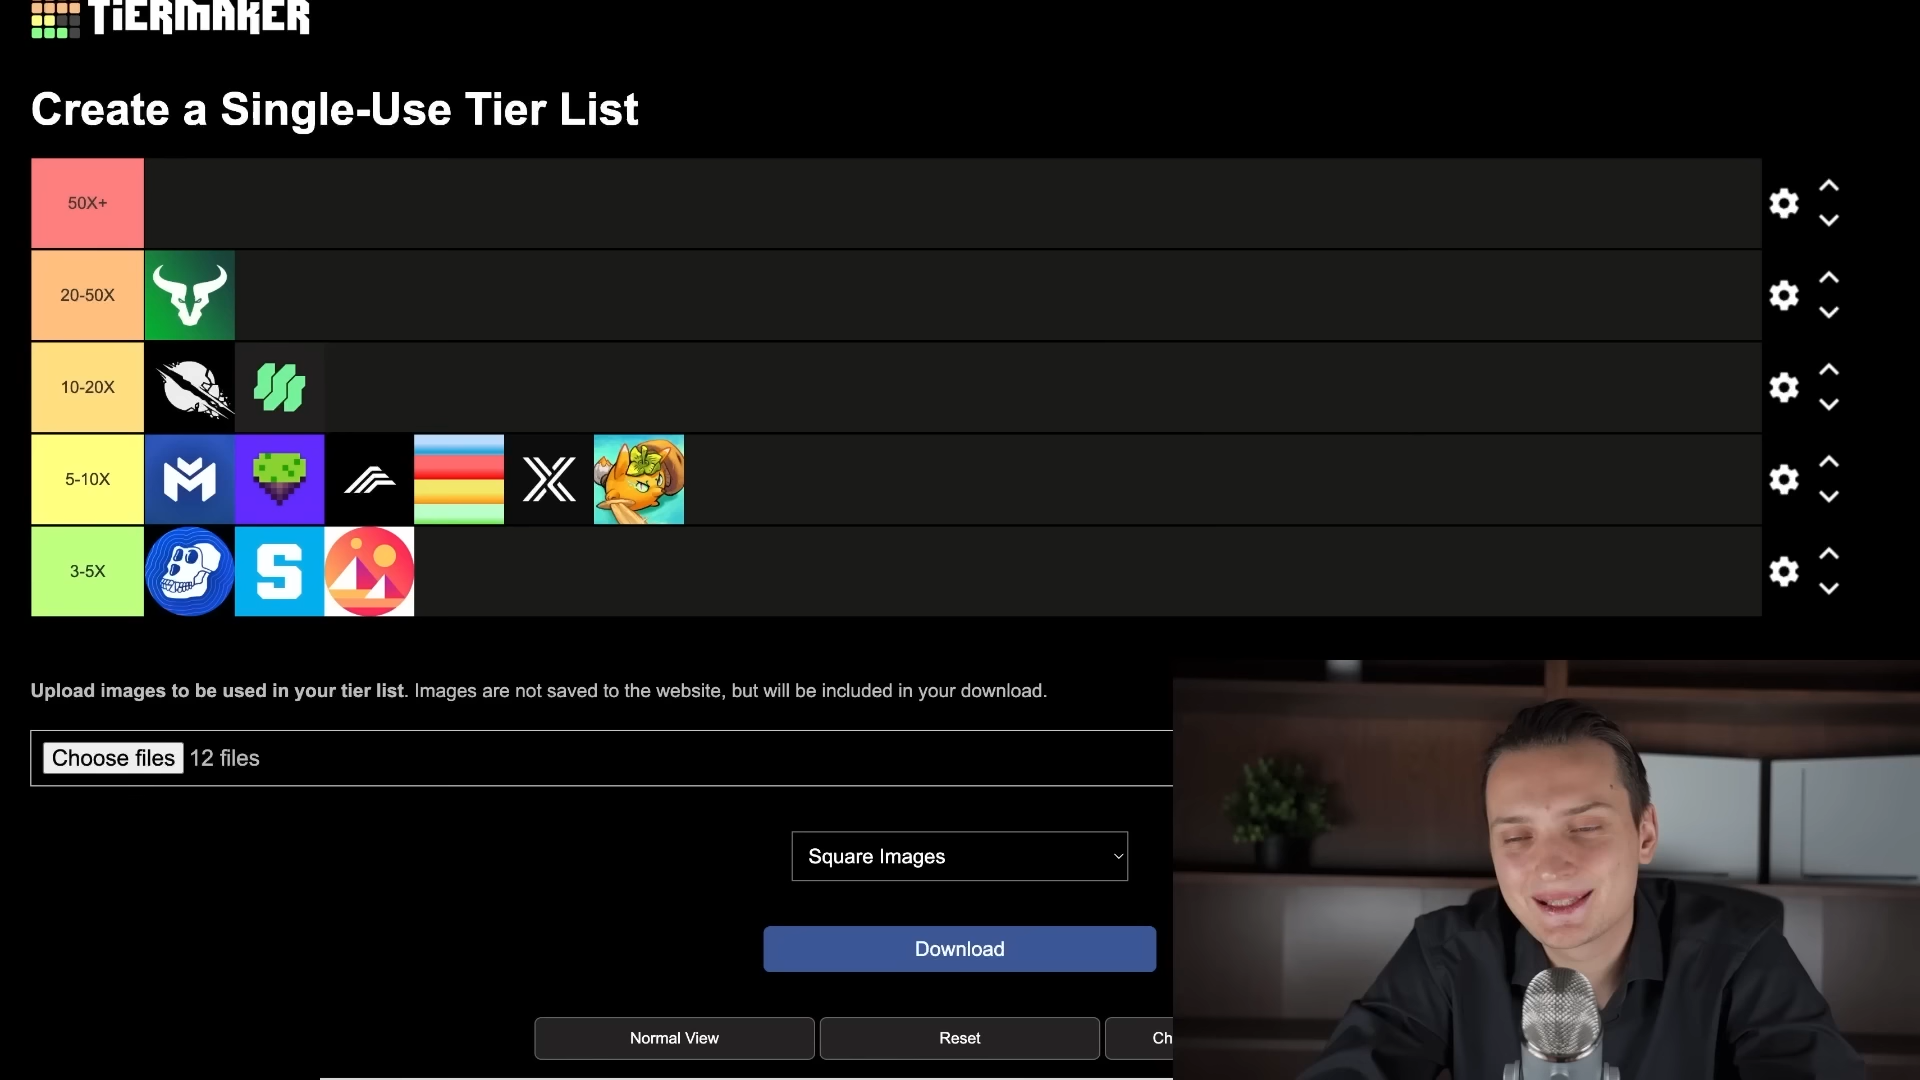 TIERMAKER
Create a Single-Use Tier List
50X+
20-50X
10-20X
5-10X
3-5X
Upload images to be used in your tier list. Images are not saved to the website, but will be included in your download.
Choose files 12 files
Square Images
Download
Normal View Reset Ch